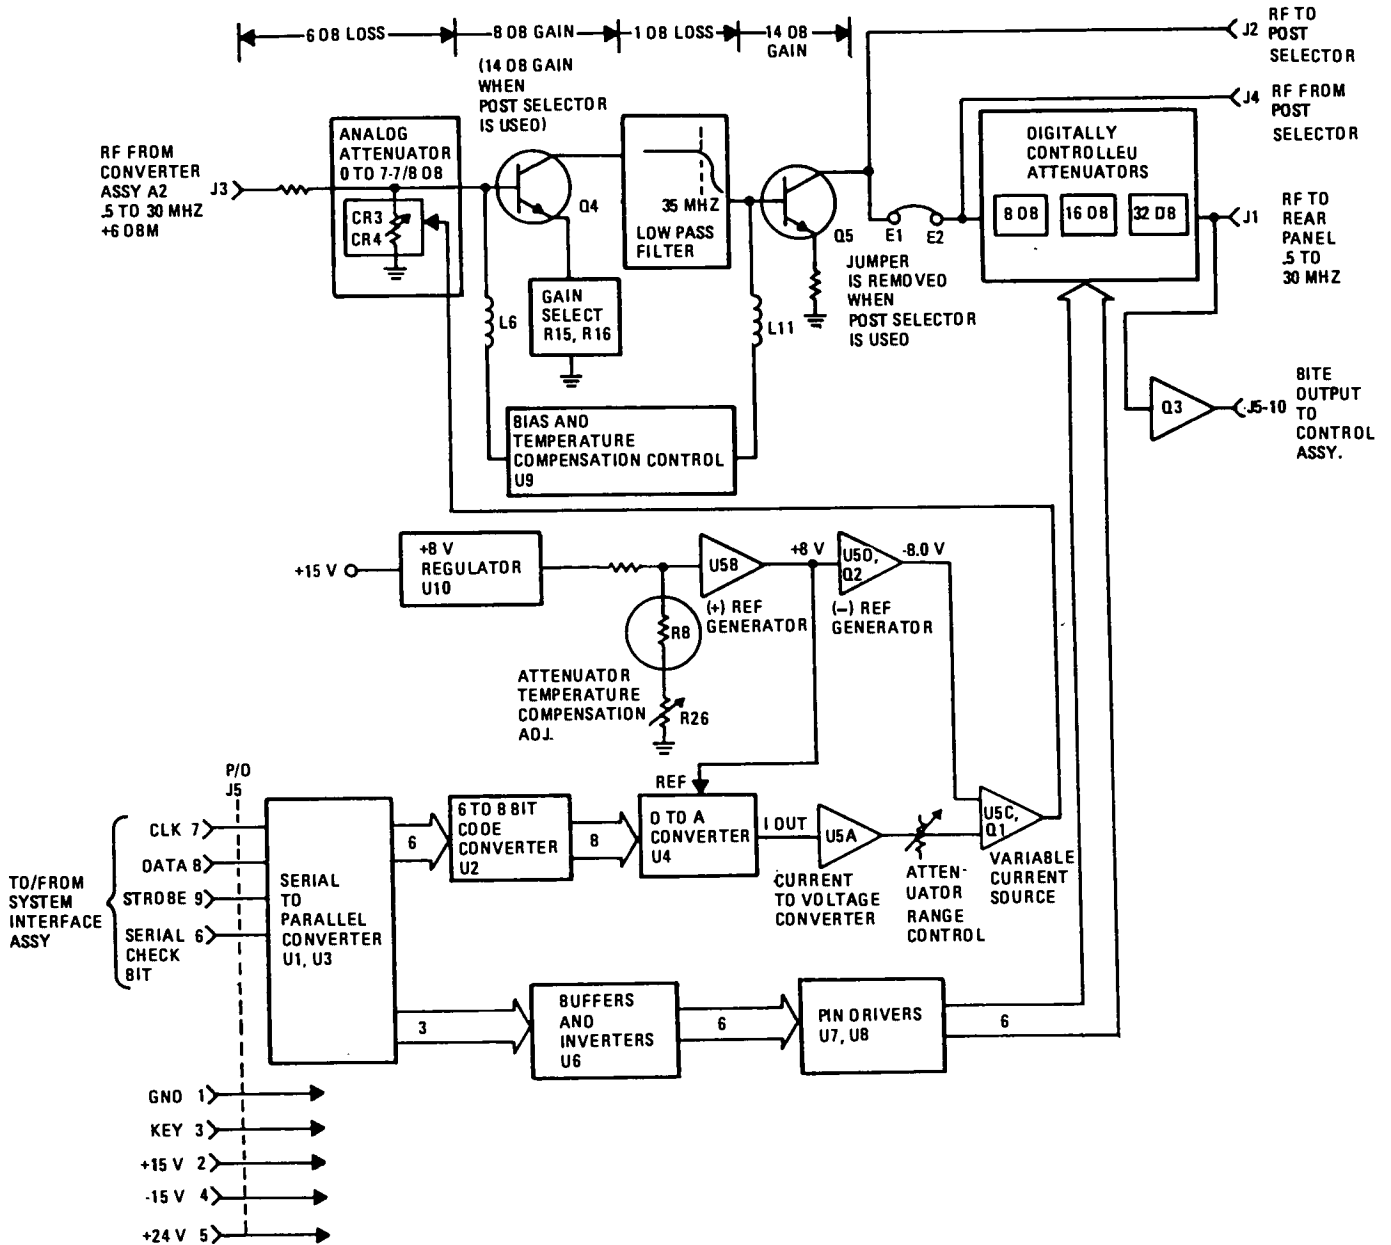 6 DB LOSS
8 DB GAIN
1 DB LOSS
14 DB
GAIN
(14 DB GAIN
WHEN
POST SELECTOR
IS USED)
J2
RF TO
POST
SELECTOR
J4
RF FROM
POST
SELECTOR
RF FROM
CONVERTER
ASSY A2
.5 TO 30 MHZ
+6 DBM
J3
ANALOG
ATTENUATOR
0 TO 7-7/8 DB
CR3
CR4
Q4
35 MHZ
LOW PASS
FILTER
Q5
E1
E2
JUMPER
IS REMOVED
WHEN
POST SELECTOR
IS USED
DIGITALLY
CONTROLLED
ATTENUATORS
8 DB
16 DB
32 DB
J1
RF TO
REAR
PANEL
.5 TO
30 MHZ
L6
GAIN
SELECT
R15, R16
L11
BIAS AND
TEMPERATURE
COMPENSATION CONTROL
U9
Q3
J5-10
BITE
OUTPUT
TO
CONTROL
ASSY.
+15 V
+8 V
REGULATOR
U10
U5B
(+) REF
GENERATOR
+8 V
U5D,
Q2
-8.0 V
(−) REF
GENERATOR
R8
ATTENUATOR
TEMPERATURE
COMPENSATION
ADJ.
R26
P/O
J5
TO/FROM
SYSTEM
INTERFACE
ASSY
CLK 7
DATA 8
STROBE 9
SERIAL 6
CHECK
BIT
SERIAL
TO
PARALLEL
CONVERTER
U1, U3
6
6 TO 8 BIT
CODE
CONVERTER
U2
8
REF
D TO A
CONVERTER
U4
I OUT
U5A
CURRENT
TO VOLTAGE
CONVERTER
ATTEN-
UATOR
RANGE
CONTROL
U5C,
Q1
VARIABLE
CURRENT
SOURCE
3
BUFFERS
AND
INVERTERS
U6
6
PIN DRIVERS
U7, U8
6
GND 1
KEY 3
+15 V 2
-15 V 4
+24 V 5